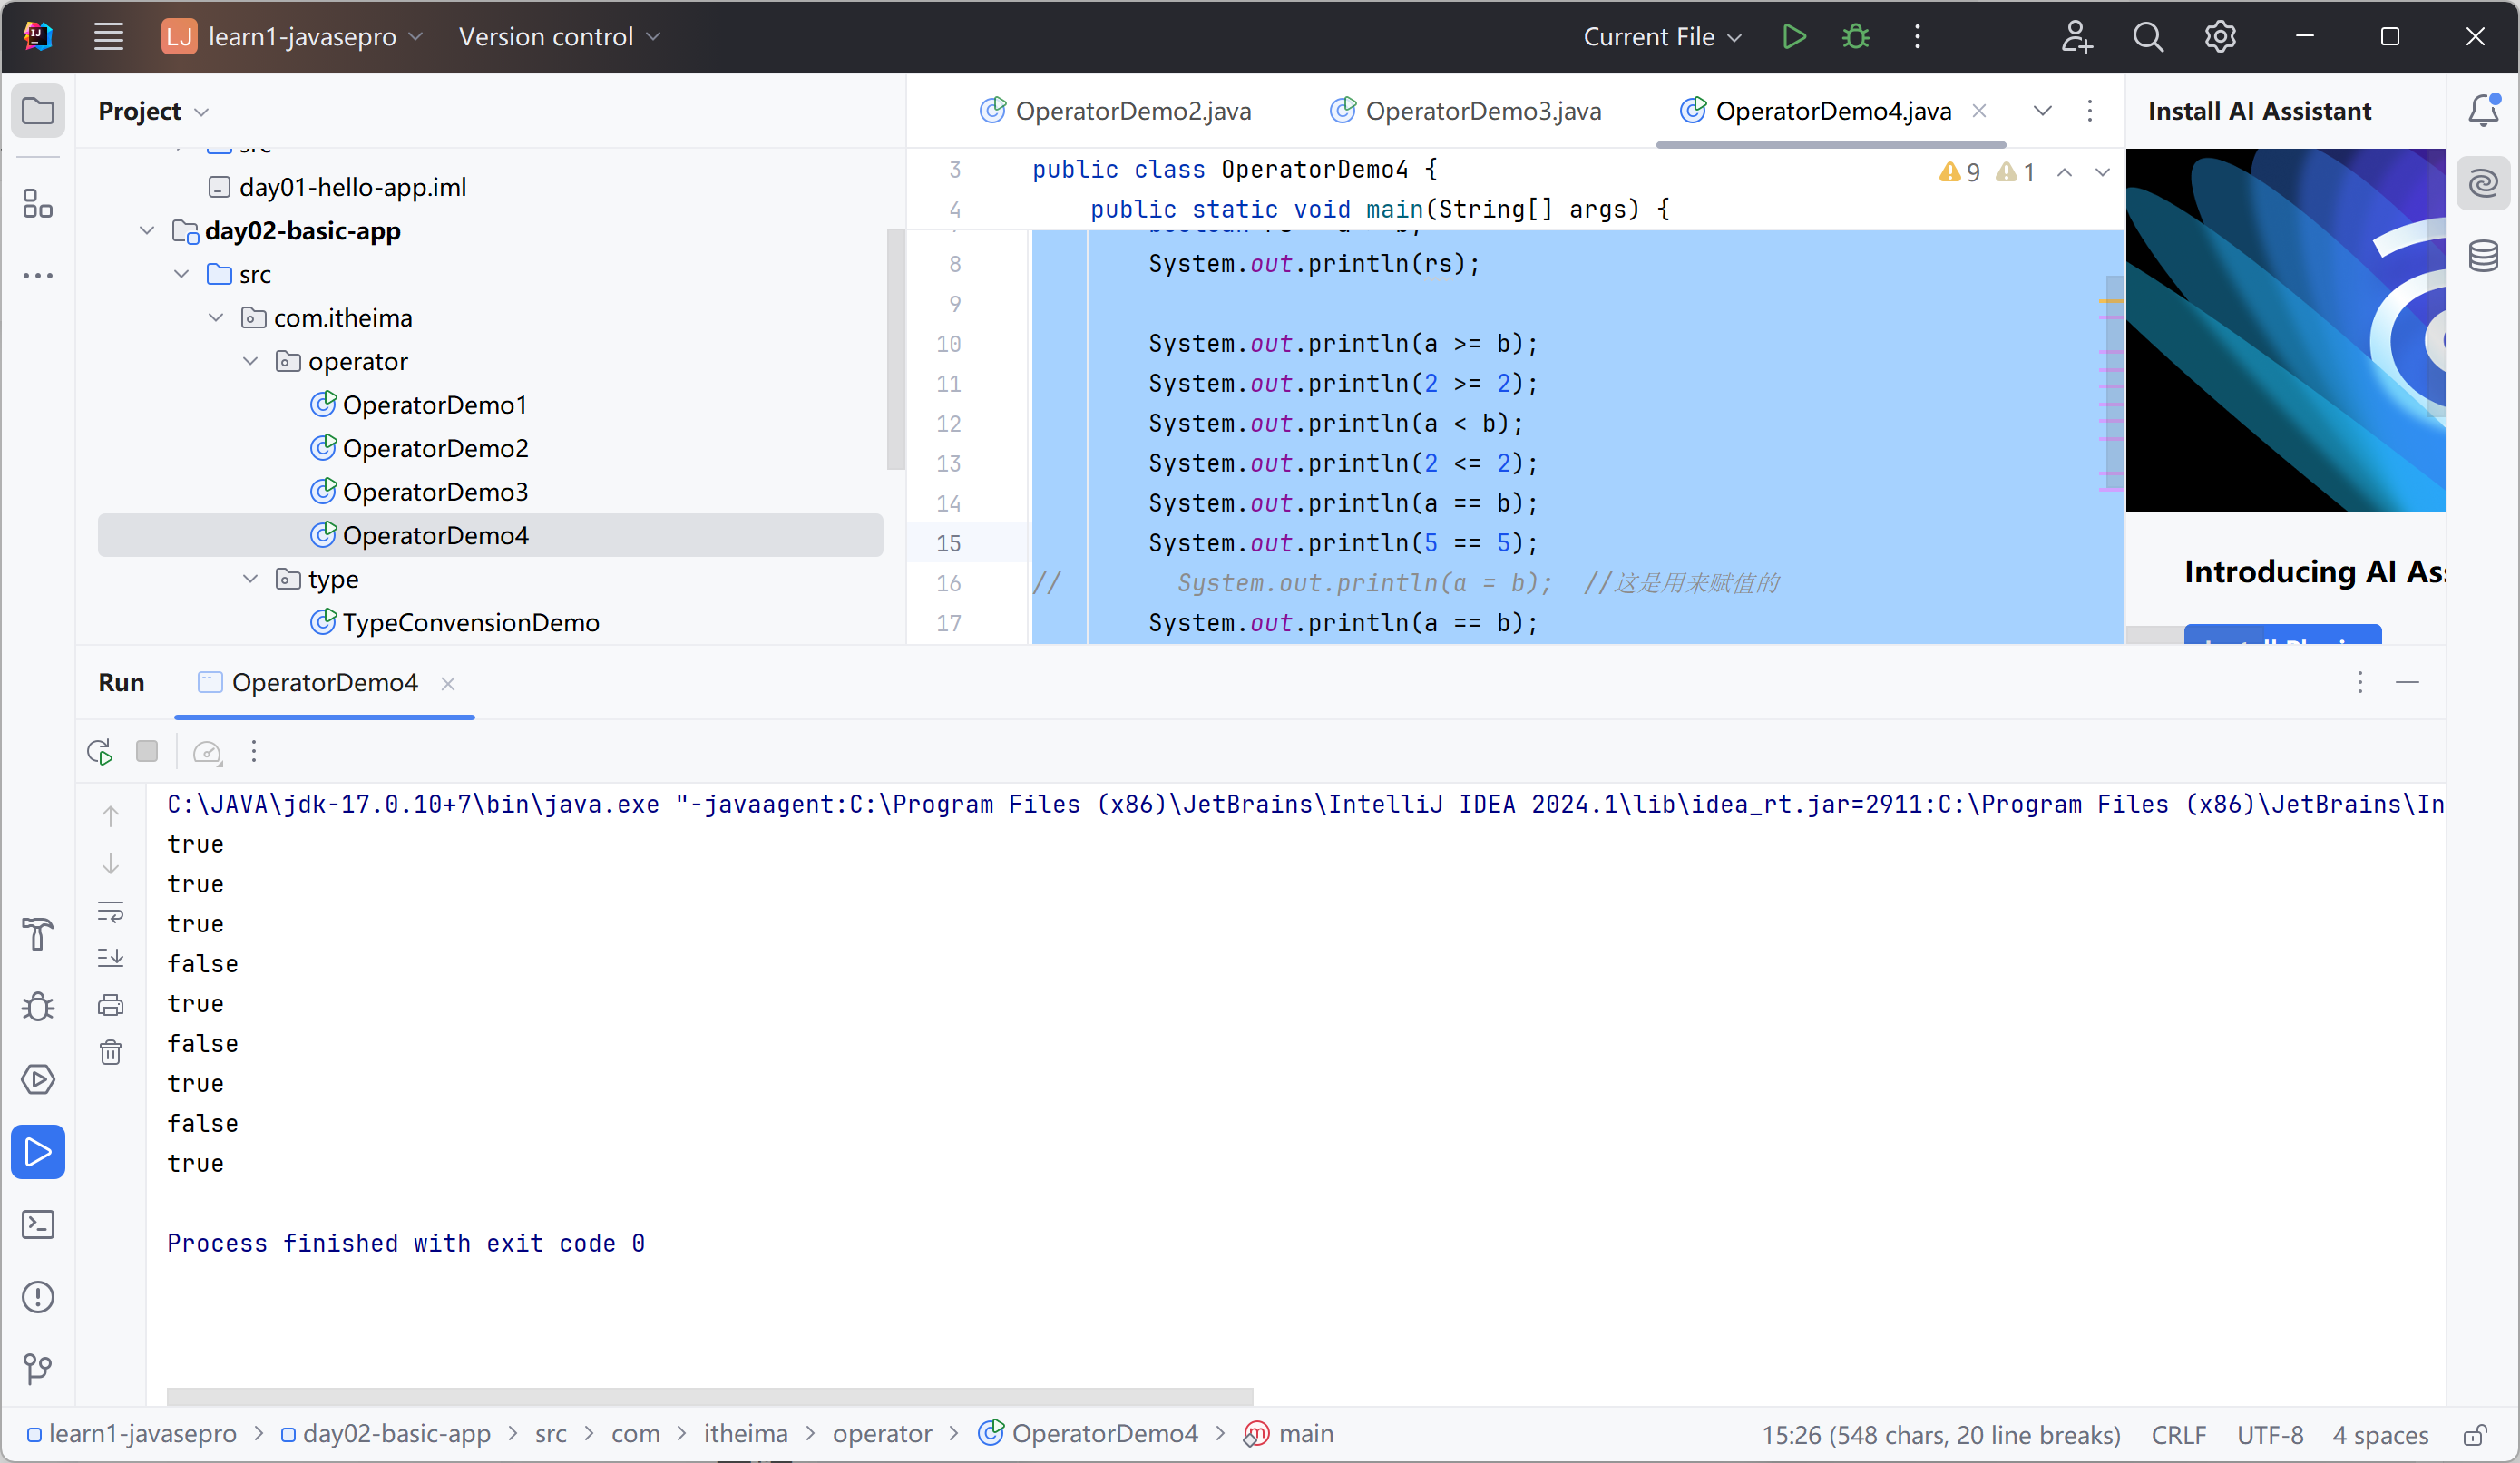 LJ learn1-javasepro Version control Current File
Project
src
day01-hello-app.iml
day02-basic-app
src
com.itheima
operator
OperatorDemo1
OperatorDemo2
OperatorDemo3
OperatorDemo4
type
TypeConvensionDemo
OperatorDemo2.java OperatorDemo3.java OperatorDemo4.java
9 1
3 public class OperatorDemo4 {
4 public static void main(String[] args) {
8 System.out.println(rs);
9
10 System.out.println(a >= b);
11 System.out.println(2 >= 2);
12 System.out.println(a < b);
13 System.out.println(2 <= 2);
14 System.out.println(a == b);
15 System.out.println(5 == 5);
16 // System.out.println(a = b); //这是用来赋值的
17 System.out.println(a == b);
Install AI Assistant
Introducing AI As
Run OperatorDemo4
C:\JAVA\jdk-17.0.10+7\bin\java.exe "-javaagent:C:\Program Files (x86)\JetBrains\IntelliJ IDEA 2024.1\lib\idea_rt.jar=2911:C:\Program Files (x86)\JetBrains\In
true
true
true
false
true
false
true
false
true
Process finished with exit code 0
learn1-javasepro > day02-basic-app > src > com > itheima > operator > OperatorDemo4 > main
15:26 (548 chars, 20 line breaks) CRLF UTF-8 4 spaces